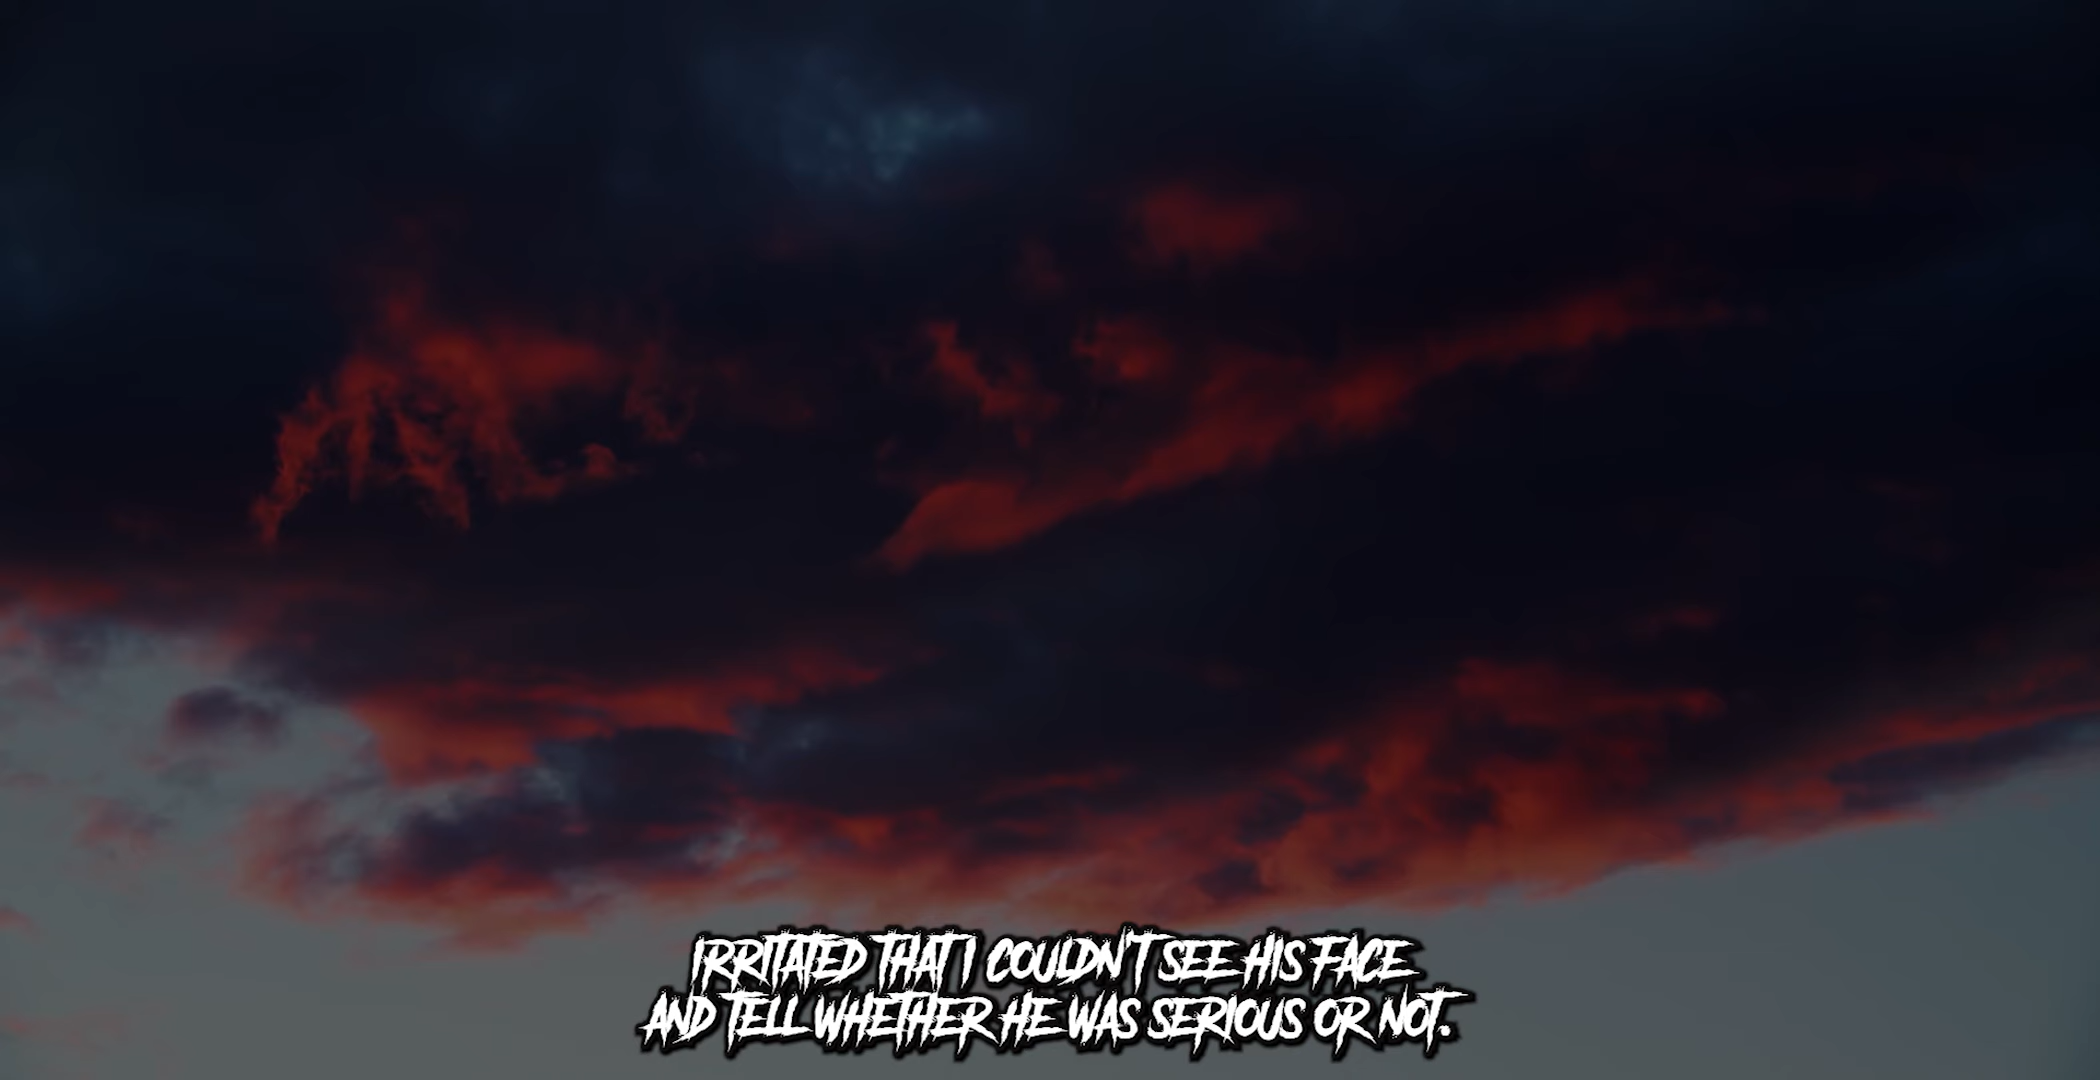 IRRITATED THAT I COULDN'T SEE HIS FACE
AND TELL WHETHER HE WAS SERIOUS OR NOT.